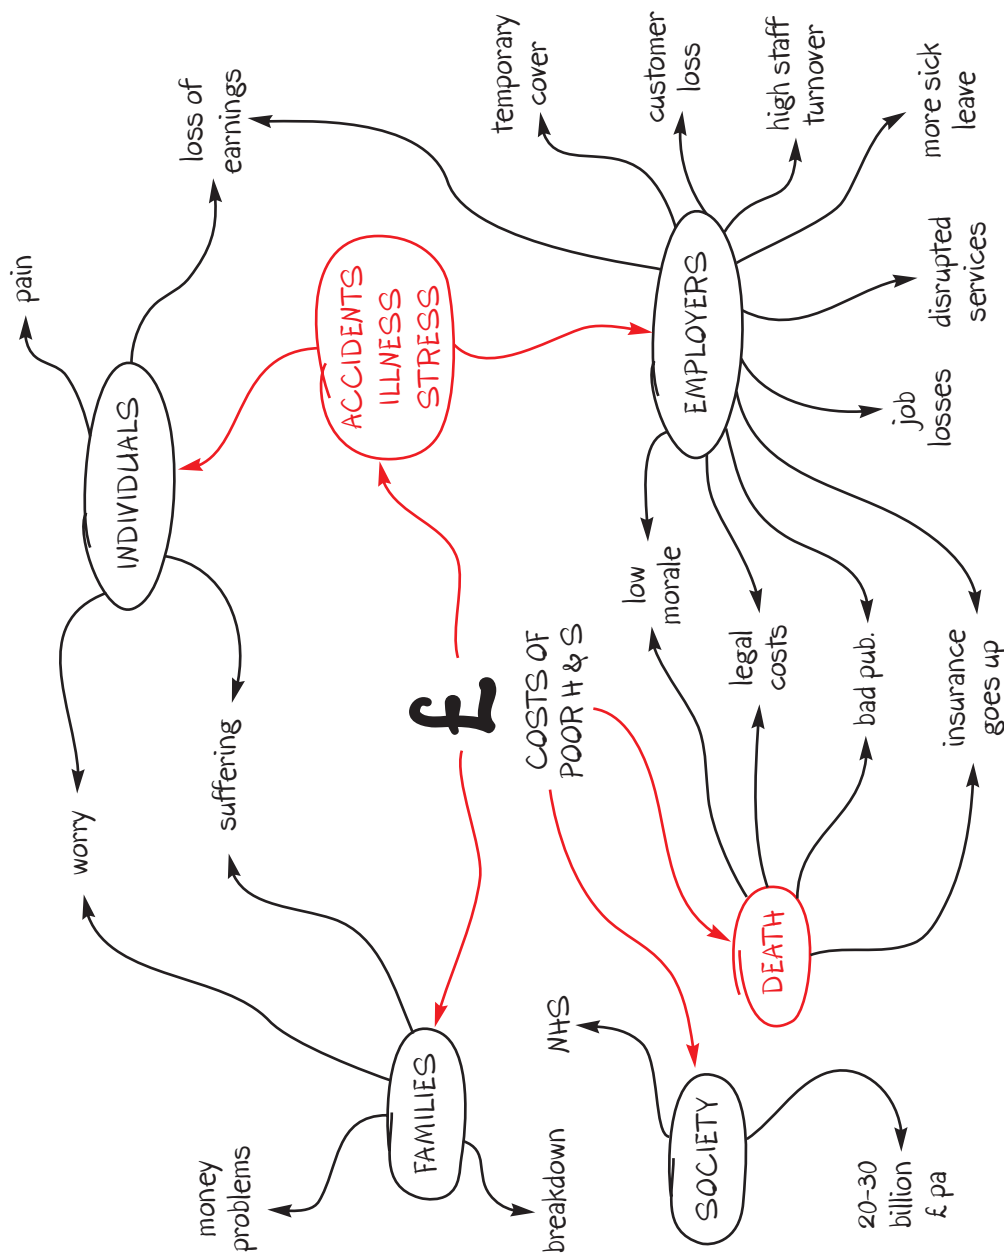 money
problems
FAMILIES
breakdown
worry
suffering
INDIVIDUALS
pain
loss of
earnings
£
COSTS OF
POOR H & S
ACCIDENTS
ILLNESS
STRESS
NHS
SOCIETY
20-30
billion
£ pa
DEATH
low
morale
legal
costs
bad pub.
insurance
goes up
EMPLOYERS
temporary
cover
customer
loss
high staff
turnover
more sick
leave
disrupted
services
job
losses